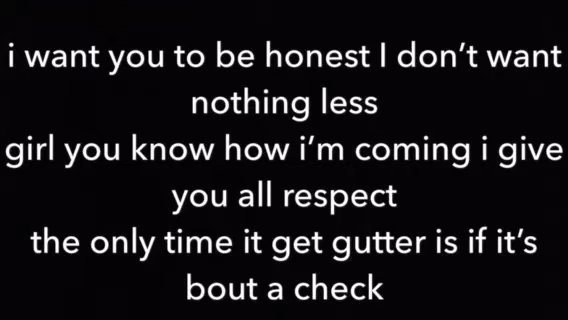 i want you to be honest I don’t want
nothing less
girl you know how i’m coming i give
you all respect
the only time it get gutter is if it’s
bout a check